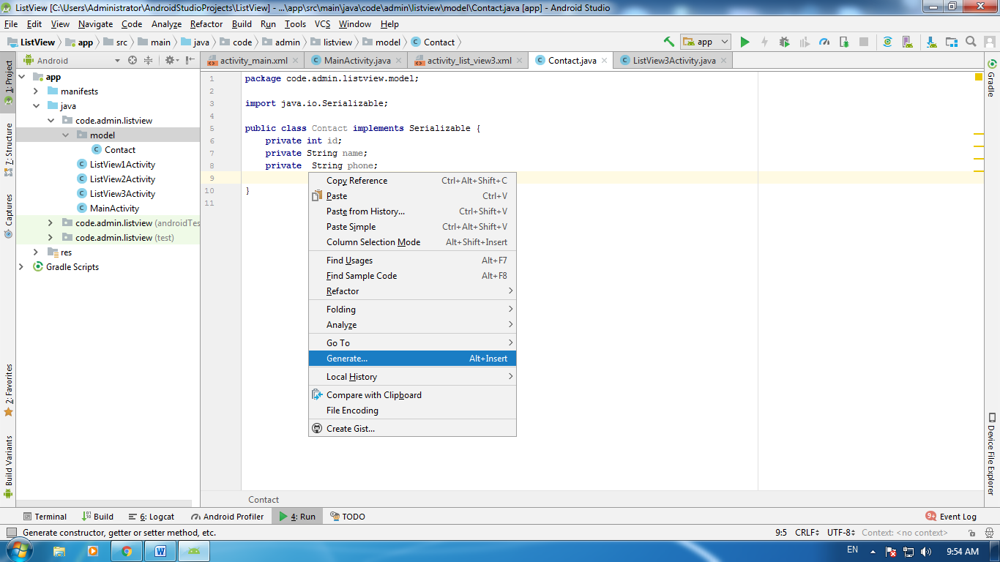 ListView [C:\Users\Administrator\AndroidStudioProjects\ListView] - ...\app\src\main\java\code\admin\listview\model\Contact.java [app] - Android Studio
File Edit View Navigate Code Analyze Refactor Build Run Tools VCS Window Help
ListView app src main java code admin listview model Contact app
1: Project
7: Structure
Captures
2: Favorites
Build Variants
Android
app
manifests
java
code.admin.listview
model
Contact
ListView1Activity
ListView2Activity
ListView3Activity
MainActivity
code.admin.listview (androidTes
code.admin.listview (test)
res
Gradle Scripts
activity_main.xml MainActivity.java activity_list_view3.xml Contact.java ListView3Activity.java
1 package code.admin.listview.model;
2
3 import java.io.Serializable;
4
5 public class Contact implements Serializable {
6 private int id;
7 private String name;
8 private  String phone;
9
10 }
11
Copy Reference Ctrl+Alt+Shift+C
Paste Ctrl+V
Paste from History... Ctrl+Shift+V
Paste Simple Ctrl+Alt+Shift+V
Column Selection Mode Alt+Shift+Insert
Find Usages Alt+F7
Find Sample Code Alt+F8
Refactor
Folding
Analyze
Go To
Generate... Alt+Insert
Local History
Compare with Clipboard
File Encoding
Create Gist...
Contact
Gradle
Device File Explorer
Terminal Build 6: Logcat Android Profiler 4: Run TODO 9+ Event Log
Generate constructor, getter or setter method, etc. 9:5 CRLF UTF-8 Context: <no context>
W EN 9:54 AM